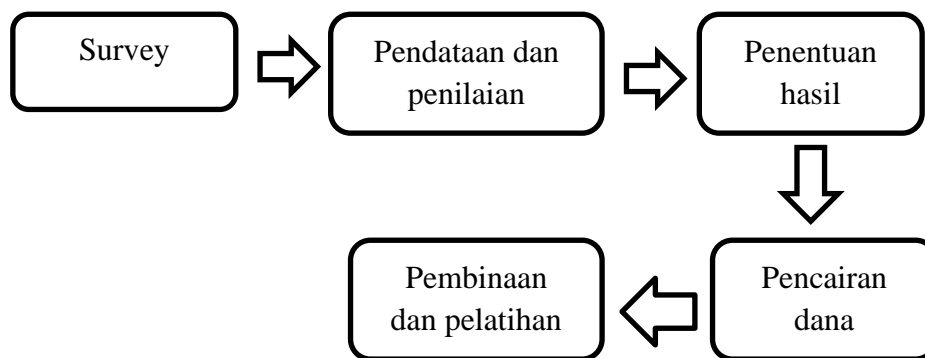 Survey
Pendataan dan
penilaian
Penentuan
hasil
Pencairan
dana
Pembinaan
dan pelatihan